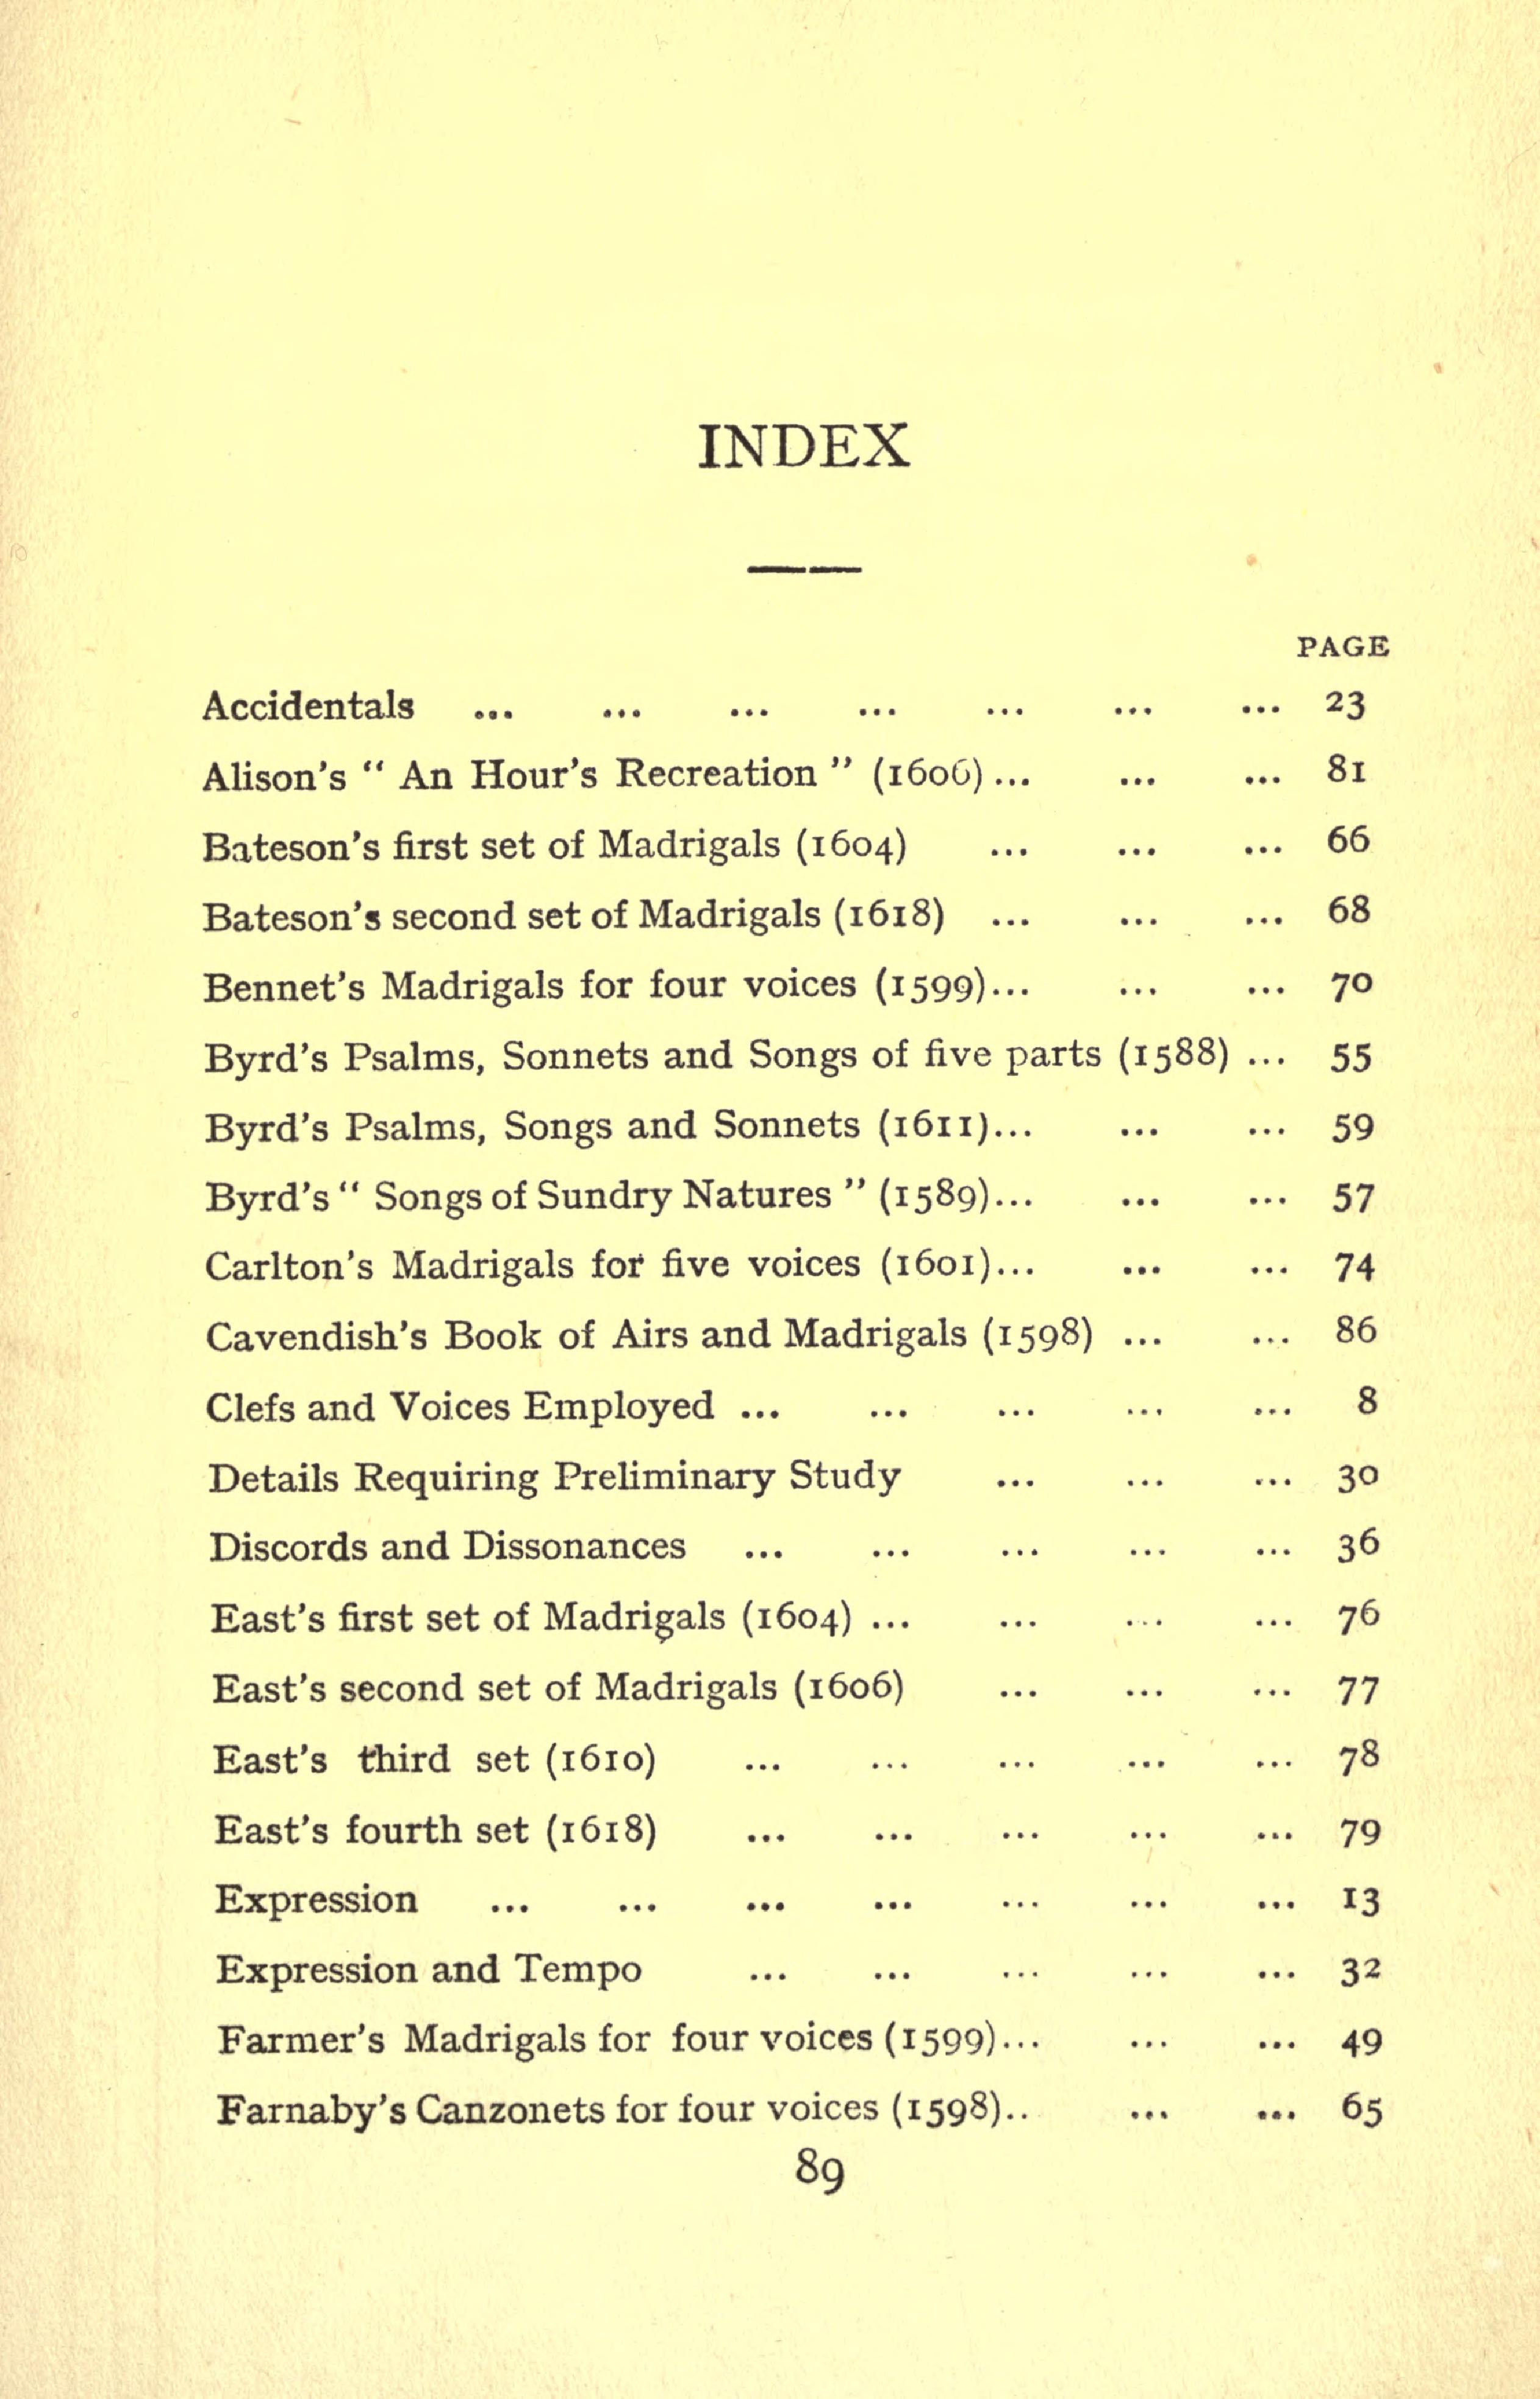 INDEX
PAGE
Accidentals ... ... ... ... ... ... ... 23
Alison's " An Hour's Recreation " (1606)... ... ... 81
Bateson's first set of Madrigals (1604) ... ... ... 66
Bateson's second set of Madrigals (1618) ... ... ... 68
Bennet's Madrigals for four voices (1599)... ... ... 70
Byrd's Psalms, Sonnets and Songs of five parts (1588) ... 55
Byrd's Psalms, Songs and Sonnets (1611)... ... ... 59
Byrd's " Songs of Sundry Natures " (1589)... ... ... 57
Carlton's Madrigals for five voices (1601)... ... ... 74
Cavendish's Book of Airs and Madrigals (1598) ... ... 86
Clefs and Voices Employed ... ... ... ... ... 8
Details Requiring Preliminary Study ... ... ... 30
Discords and Dissonances ... ... ... ... ... 36
East's first set of Madrigals (1604) ... ... ... ... 76
East's second set of Madrigals (1606) ... ... ... 77
East's third set (1610) ... ... ... ... ... 78
East's fourth set (1618) ... ... ... ... ... 79
Expression ... ... ... ... ... ... ... 13
Expression and Tempo ... ... ... ... ... 32
Farmer's Madrigals for four voices (1599)... ... ... 49
Farnaby's Canzonets for four voices (1598).. ... ... 65
89